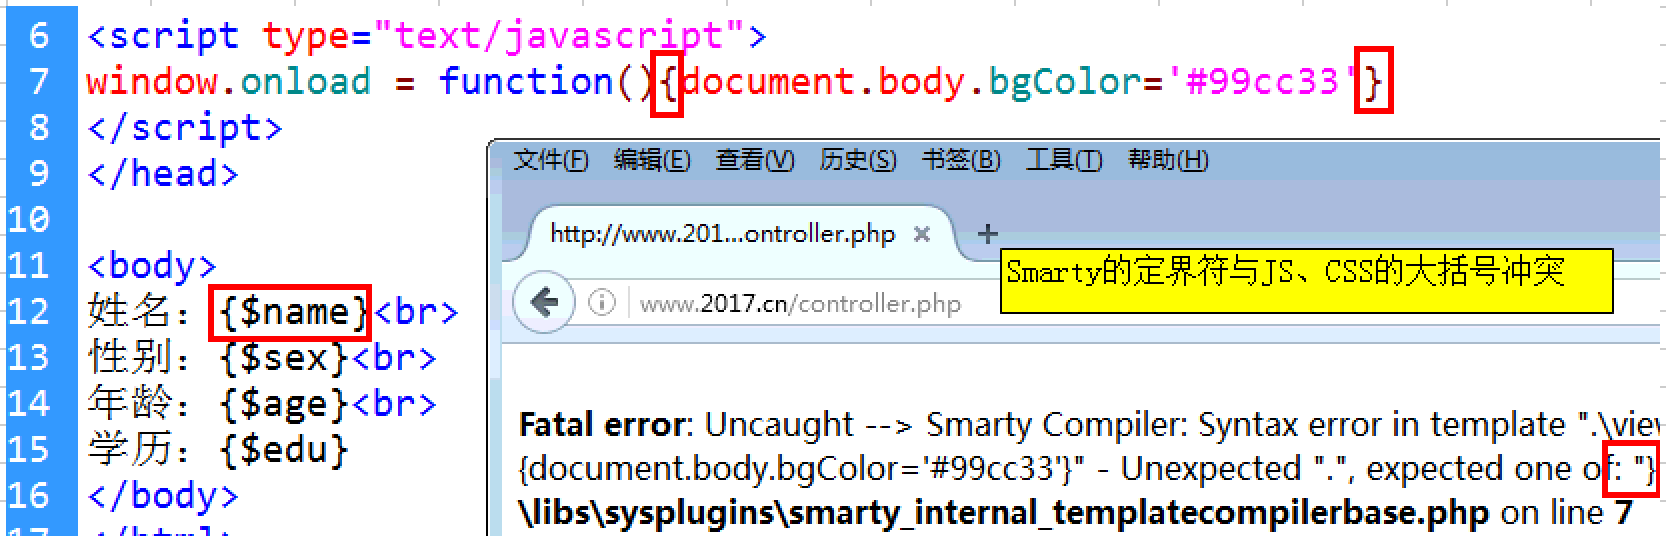 6 <script type="text/javascript">
7 window.onload = function(){document.body.bgColor='#99cc33'}
8 </script>
9 </head>
10
11 <body>
12 姓名：{$name}<br>
13 性别：{$sex}<br>
14 年龄：{$age}<br>
15 学历：{$edu}
16 </body>
17 </html>
文件(F) 编辑(E) 查看(V) 历史(S) 书签(B) 工具(T) 帮助(H)
http://www.201...ontroller.php × +
Smarty的定界符与JS、CSS的大括号冲突
www.2017.cn/controller.php
Fatal error: Uncaught --> Smarty Compiler: Syntax error in template ".\view
{document.body.bgColor='#99cc33'}" - Unexpected ".", expected one of: "}
\libs\sysplugins\smarty_internal_templatecompilerbase.php on line 7